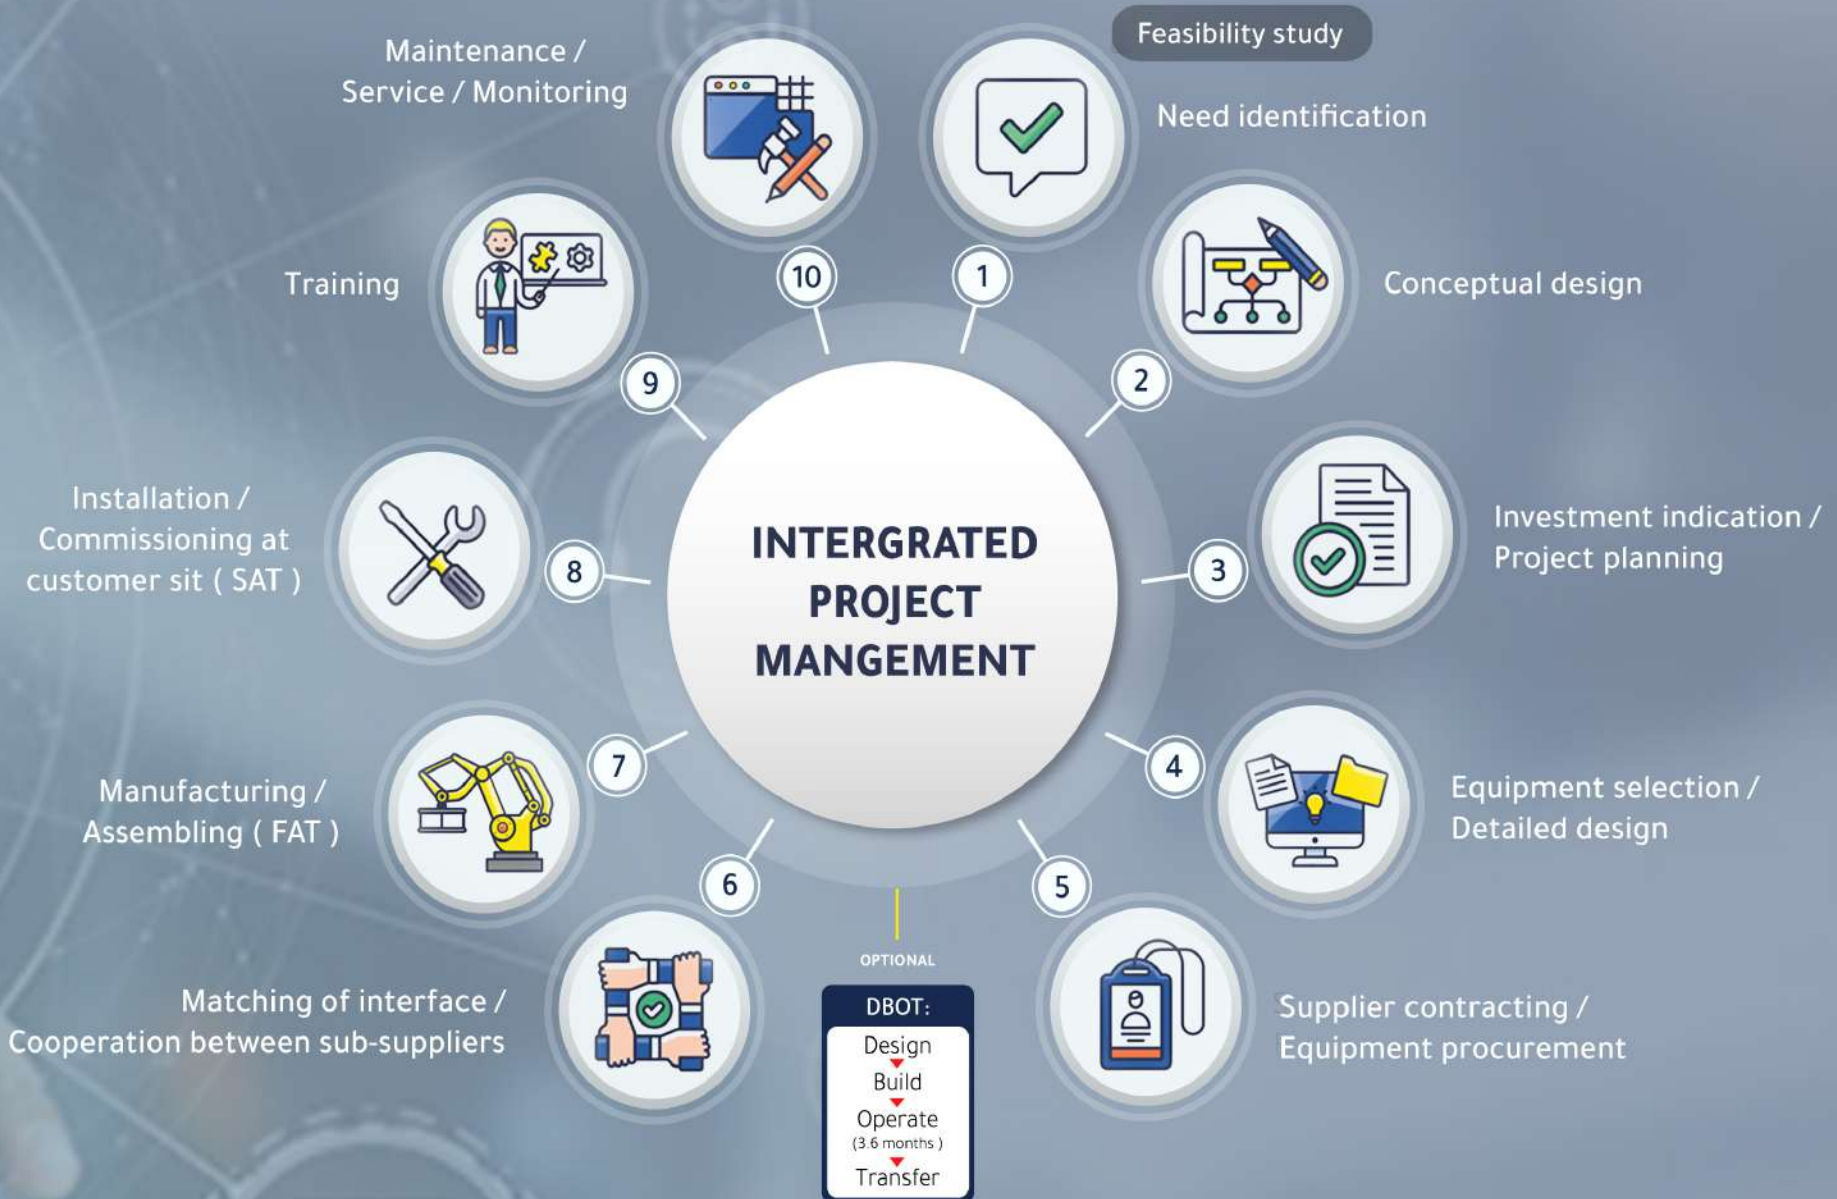 Feasibility study
Need identification
1
Conceptual design
2
Investment indication /
Project planning
3
Equipment selection /
Detailed design
4
Supplier contracting /
Equipment procurement
5
Matching of interface /
Cooperation between sub-suppliers
6
Manufacturing /
Assembling ( FAT )
7
Installation /
Commissioning at
customer sit ( SAT )
8
Training
9
Maintenance /
Service / Monitoring
10
INTERGRATED
PROJECT
MANGEMENT
OPTIONAL
DBOT:
Design
Build
Operate
(3.6 months )
Transfer